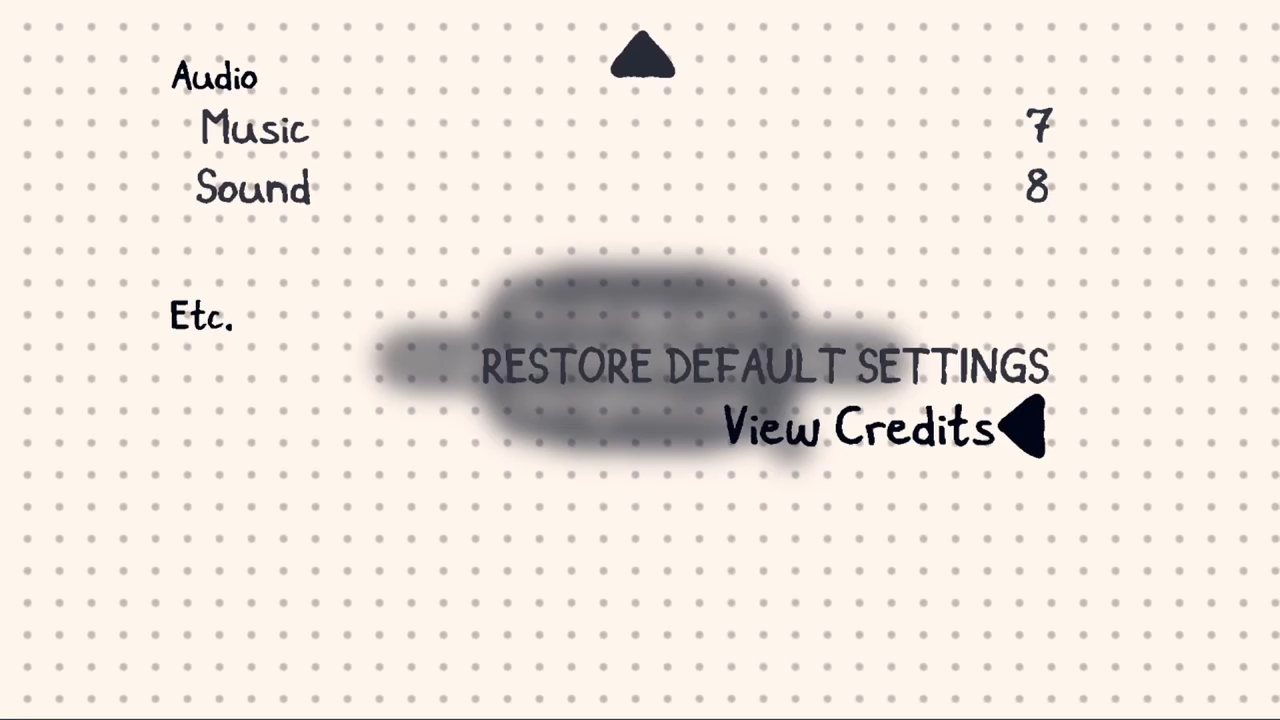 Audio
Music 7
Sound 8
Etc.
RESTORE DEFAULT SETTINGS
View Credits